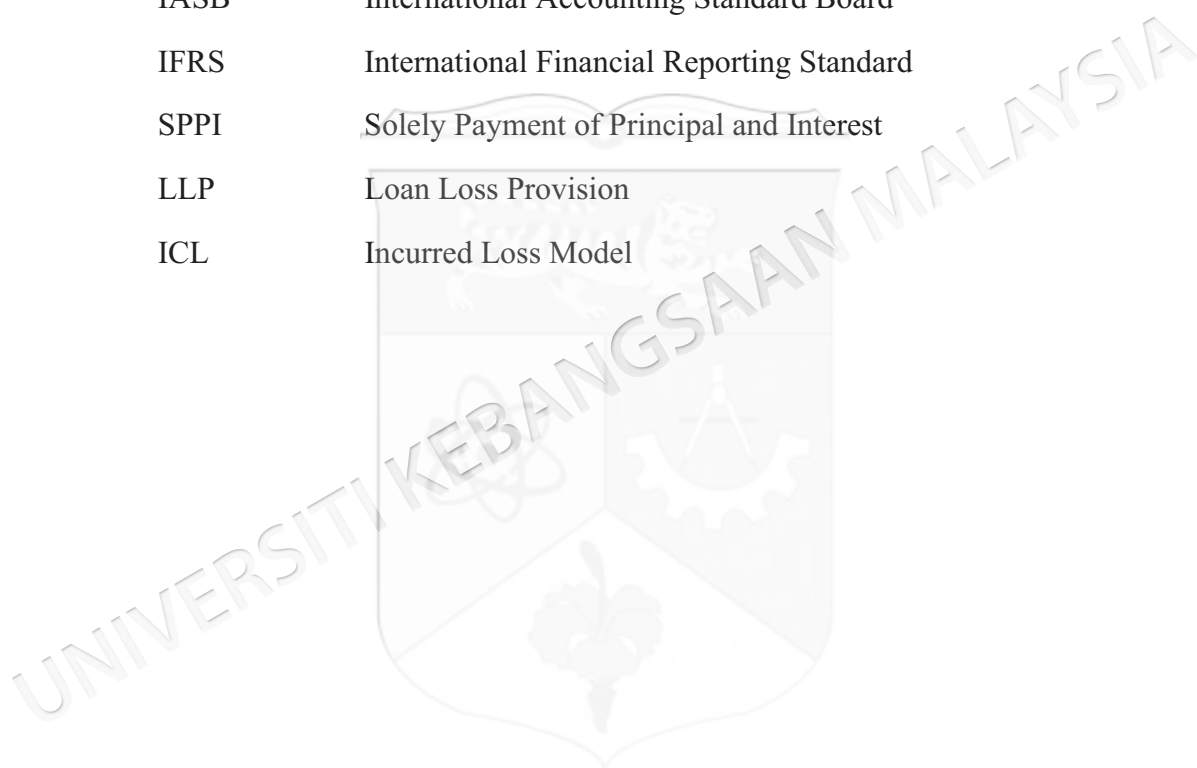 IASB International Accounting Standard Board
IFRS International Financial Reporting Standard
SPPI Solely Payment of Principal and Interest
LLP Loan Loss Provision
ICL Incurred Loss Model
UNIVERSITI KEBANGSAAN MALAYSIA